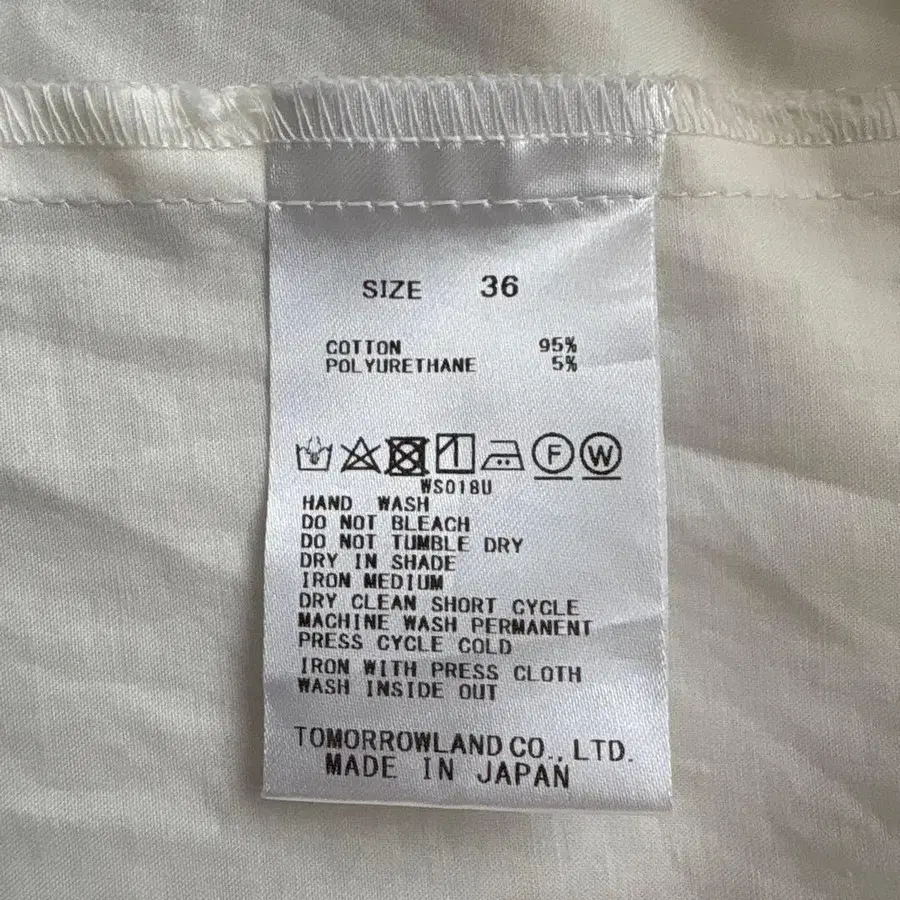 SIZE 36
COTTON 95%
POLYURETHANE 5%
F W
WS018U
HAND WASH
DO NOT BLEACH
DO NOT TUMBLE DRY
DRY IN SHADE
IRON MEDIUM
DRY CLEAN SHORT CYCLE
MACHINE WASH PERMANENT
PRESS CYCLE COLD
IRON WITH PRESS CLOTH
WASH INSIDE OUT
TOMORROWLAND CO., LTD.
MADE IN JAPAN